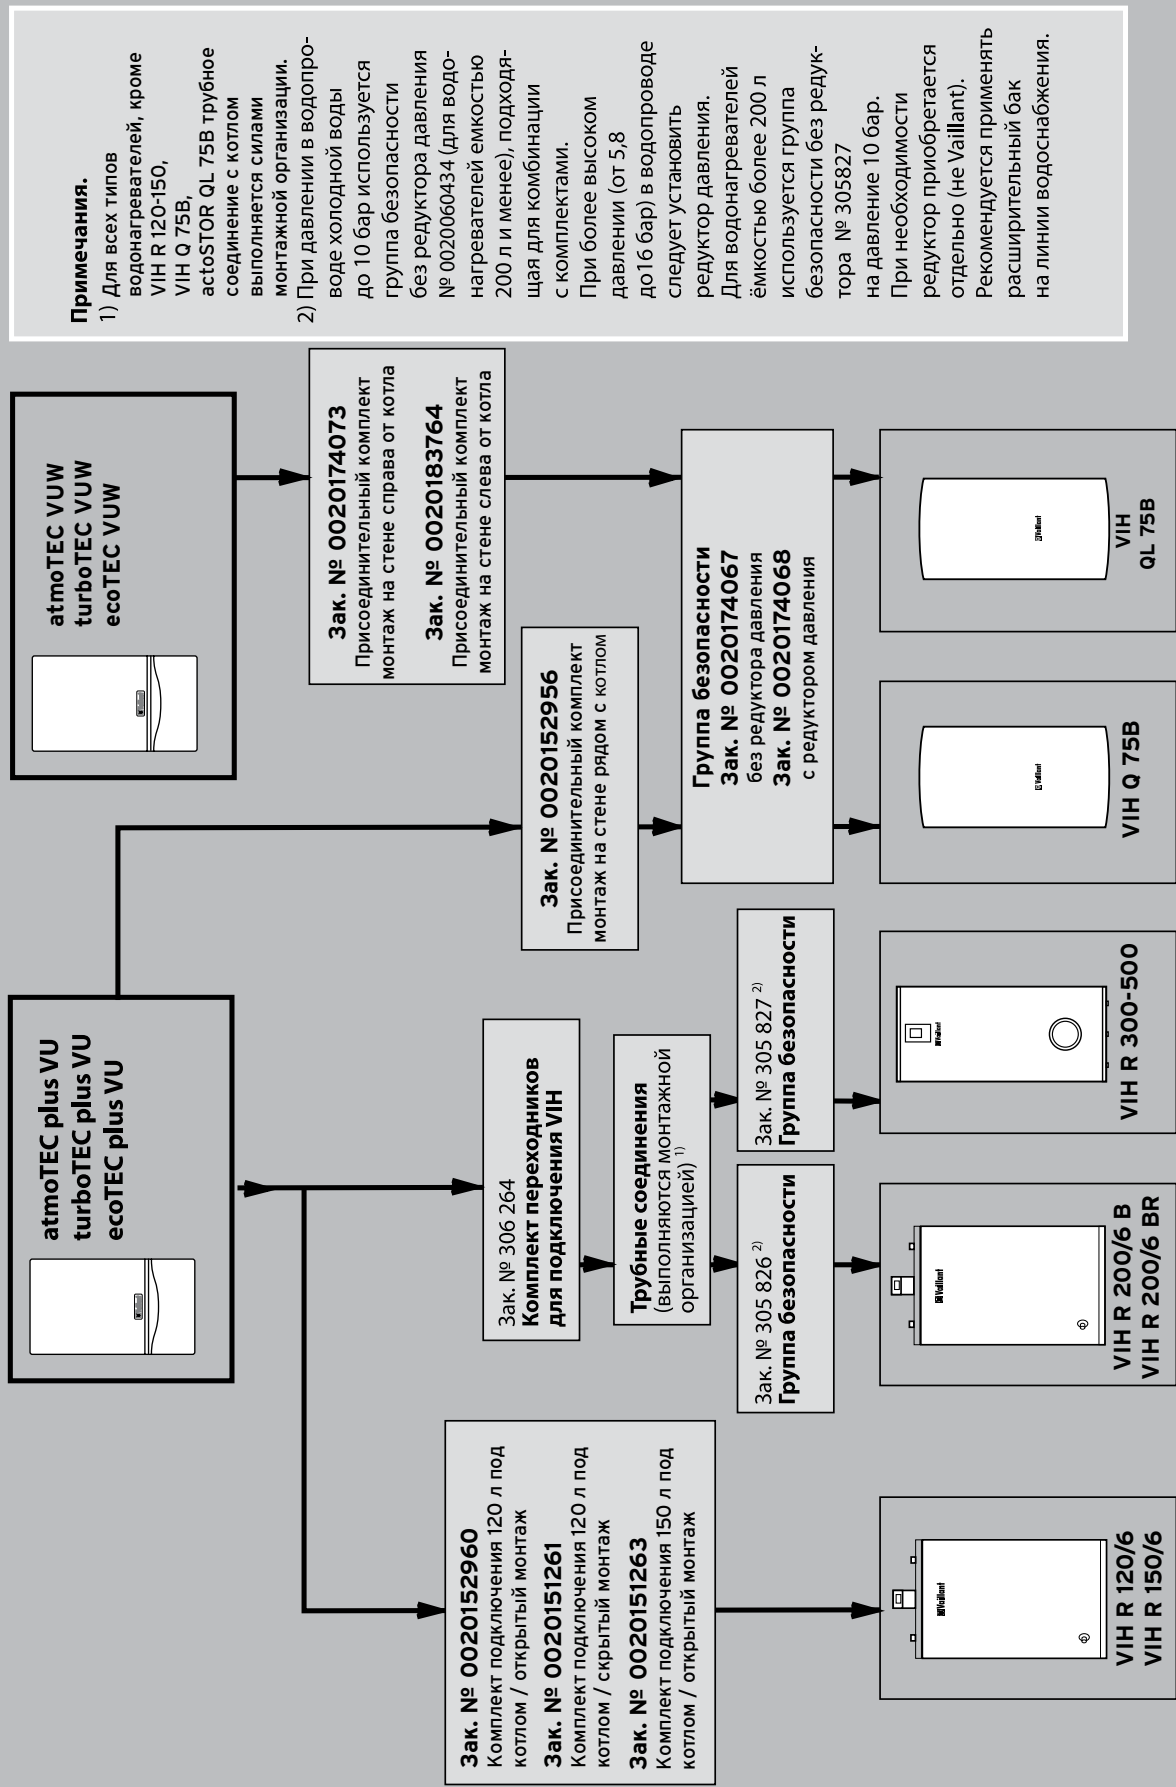 atmoTEC plus VU
turboTEC plus VU
ecoTEC plus VU
Vaillant
atmoTEC VUW
turboTEC VUW
ecoTEC VUW
Vaillant
Зак. № 0020152960
Комплект подключения 120 л под
котлом / открытый монтаж
Зак. № 0020151261
Комплект подключения 120 л под
котлом / скрытый монтаж
Зак. № 0020151263
Комплект подключения 150 л под
котлом / открытый монтаж
Зак. № 306 264
Комплект переходников
для подключения VIH
Трубные соединения
(выполняются монтажной
организацией) 1)
Зак. № 305 826 2)
Группа безопасности
Зак. № 305 827 2)
Группа безопасности
Зак. № 0020152956
Присоединительный комплект
монтаж на стене рядом с котлом
Зак. № 0020174073
Присоединительный комплект
монтаж на стене справа от котла
Зак. № 0020183764
Присоединительный комплект
монтаж на стене слева от котла
Группа безопасности
Зак. № 0020174067
без редуктора давления
Зак. № 0020174068
с редуктором давления
Vaillant
VIH R 120/6
VIH R 150/6
Vaillant
VIH R 200/6 B
VIH R 200/6 BR
Vaillant
VIH R 300-500
Vaillant
VIH Q 75B
Vaillant
VIH
QL 75B
Примечания.
1) Для всех типов
водонагревателей, кроме
VIH R 120-150,
VIH Q 75B,
actoSTOR QL 75B трубное
соединение с котлом
выполняется силами
монтажной организации.
2) При давлении в водопро-
воде холодной воды
до 10 бар используется
группа безопасности
без редуктора давления
№ 0020060434 (для водо-
нагревателей емкостью
200 л и менее), подходя-
щая для комбинации
с комплектами.
При более высоком
давлении (от 5,8
до16 бар) в водопроводе
следует установить
редуктор давления.
Для водонагревателей
ёмкостью более 200 л
используется группа
безопасности без редук-
тора № 305827
на давление 10 бар.
При необходимости
редуктор приобретается
отдельно (не Vaillant).
Рекомендуется применять
расширительный бак
на линии водоснабжения.